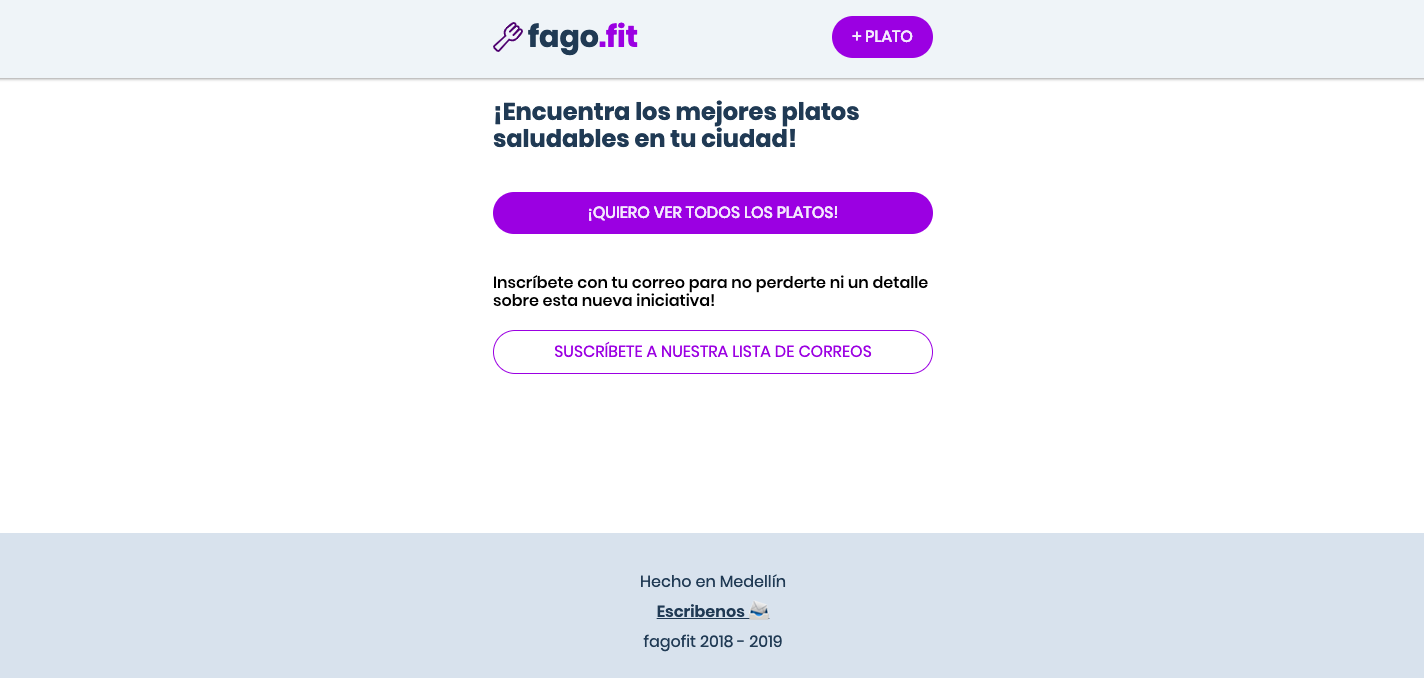 fago.fit
+ PLATO
¡Encuentra los mejores platos
saludables en tu ciudad!
¡QUIERO VER TODOS LOS PLATOS!
Inscríbete con tu correo para no perderte ni un detalle
sobre esta nueva iniciativa!
SUSCRÍBETE A NUESTRA LISTA DE CORREOS
Hecho en Medellín
Escribenos
fagofit 2018 - 2019